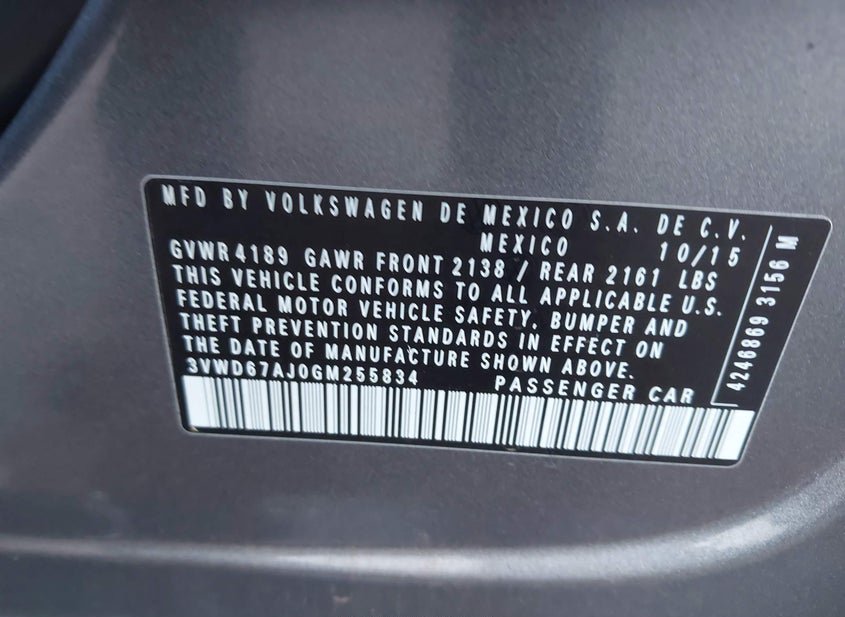 MFD BY VOLKSWAGEN DE MEXICO S.A. DE C.V.
MEXICO 10/15
GVWR 4189 GAWR FRONT 2138 / REAR 2161 LBS
THIS VEHICLE CONFORMS TO ALL APPLICABLE U.S.
FEDERAL MOTOR VEHICLE SAFETY, BUMPER AND
THEFT PREVENTION STANDARDS IN EFFECT ON
THE DATE OF MANUFACTURE SHOWN ABOVE.
3VWD67AJ0GM255834 PASSENGER CAR
4246869 3156 M